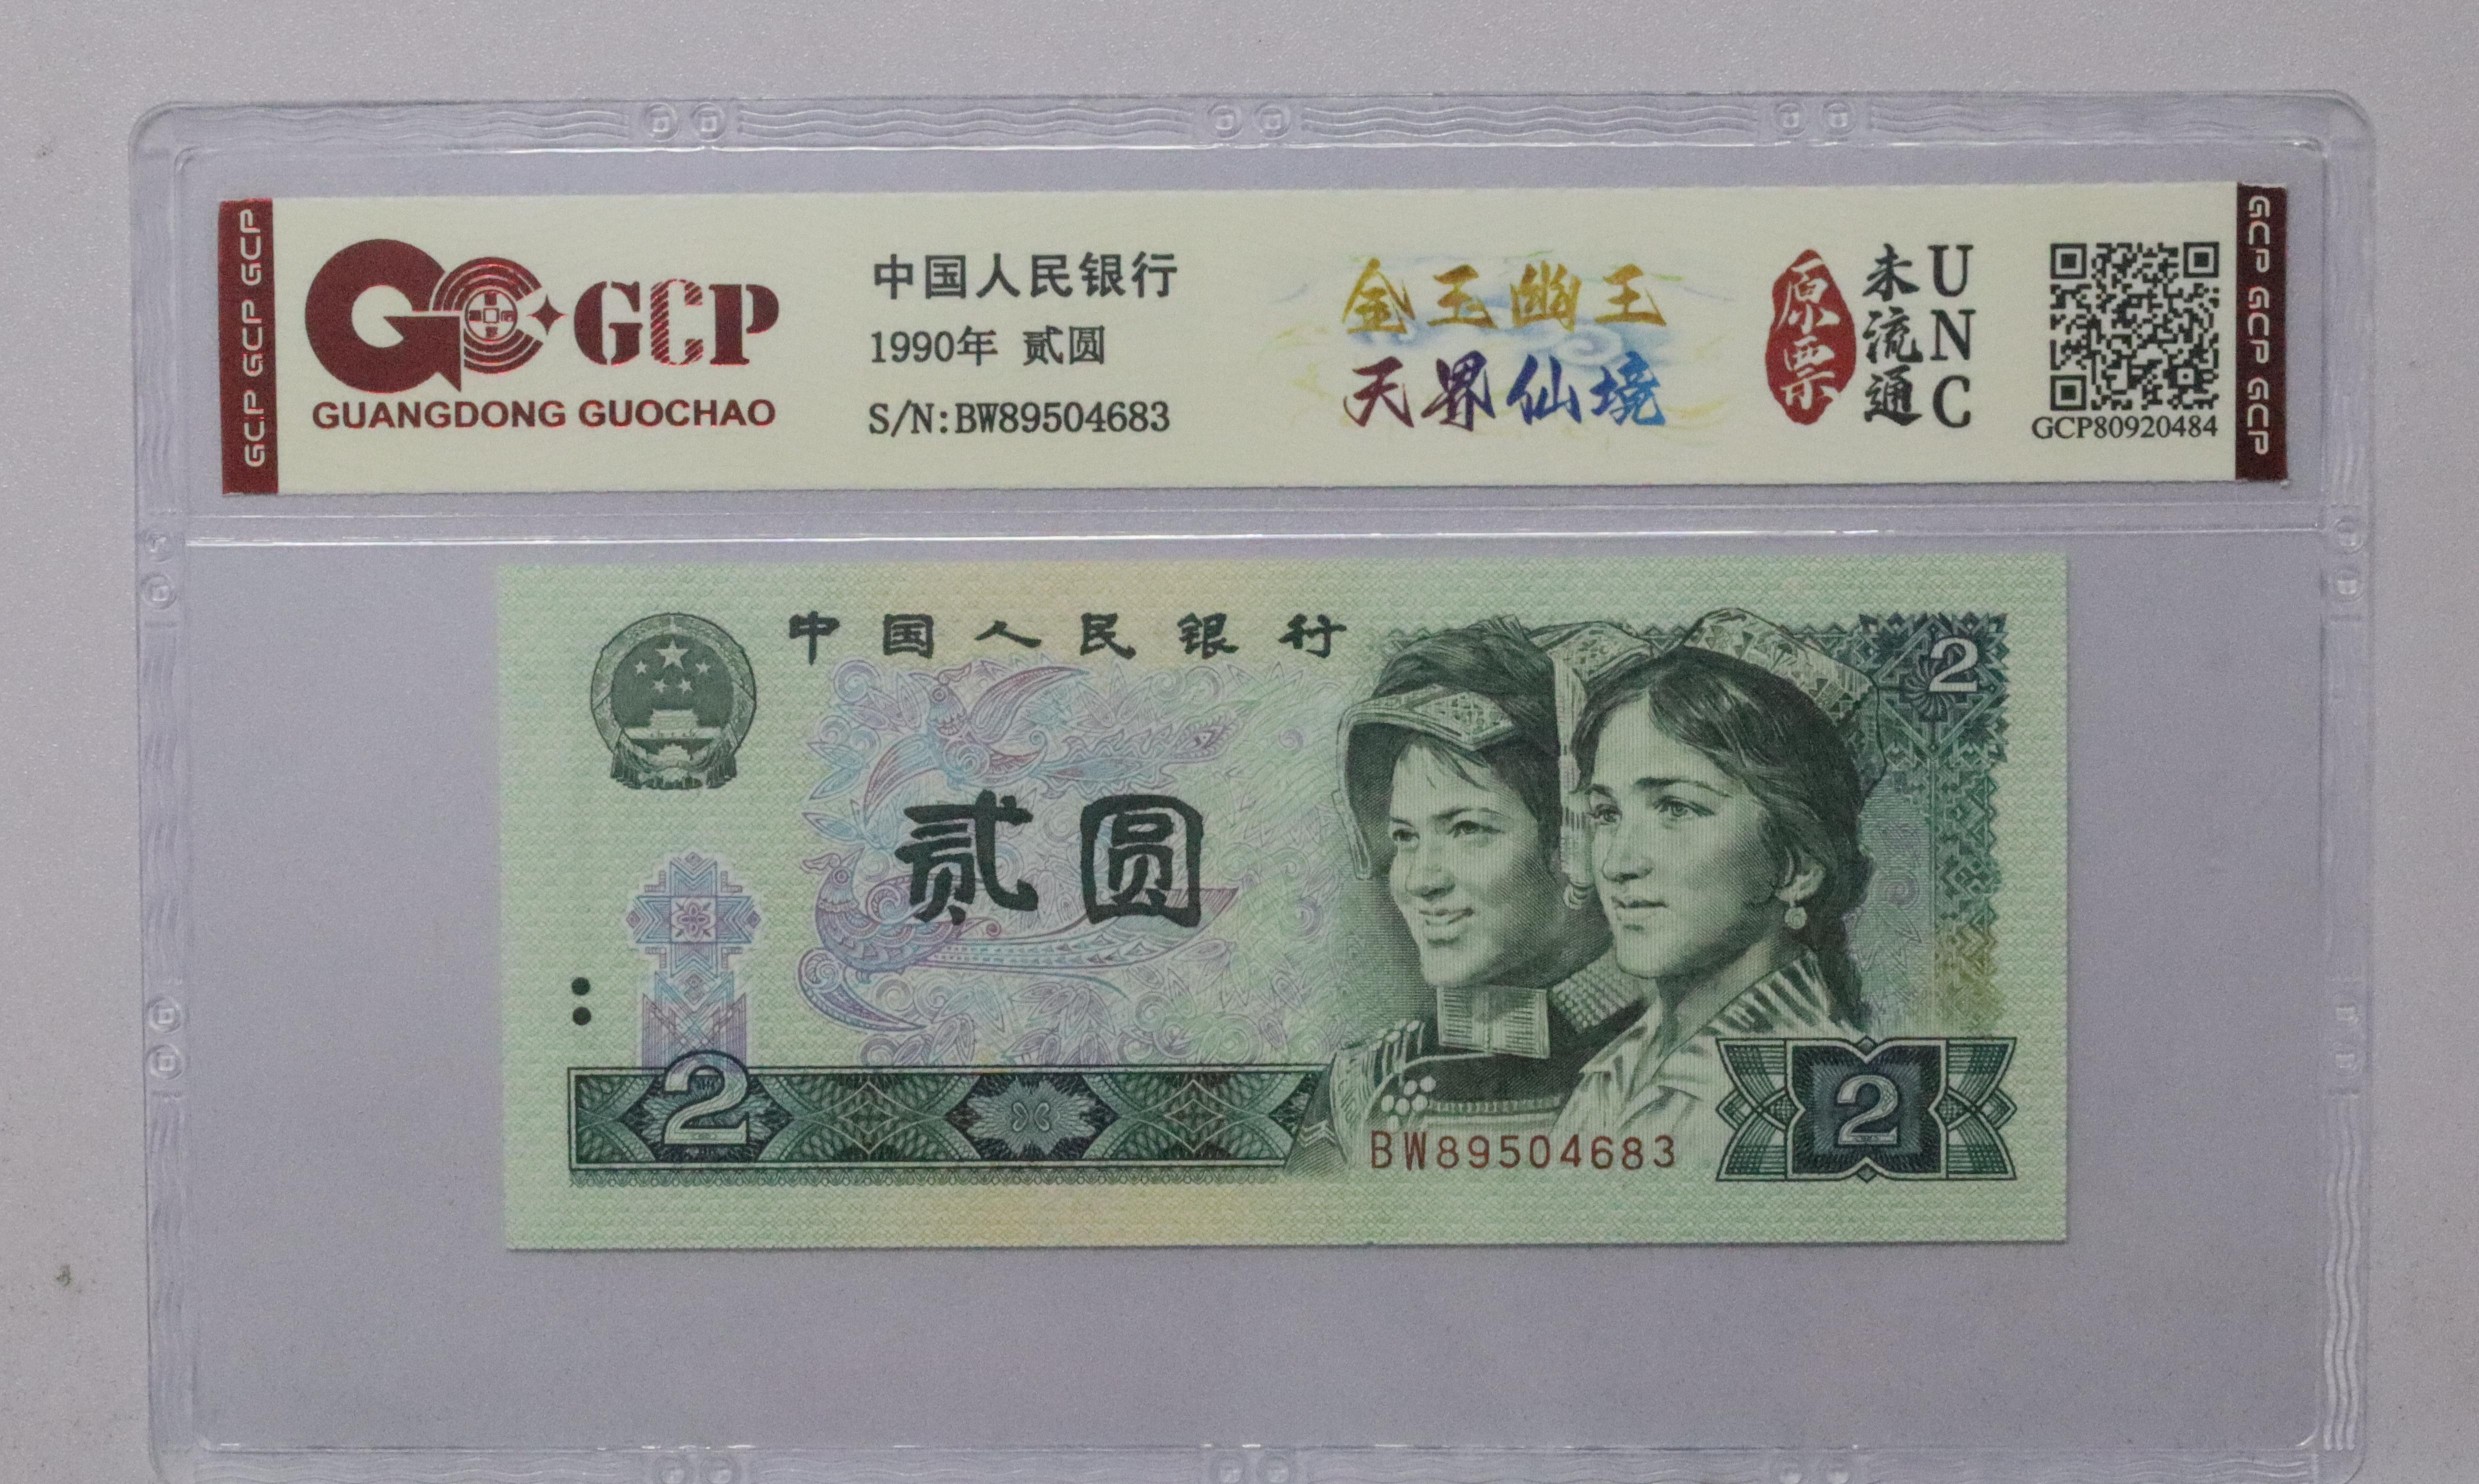 GCP GCP GCP
GCP
GUANGDONG GUOCHAO
中国人民银行
1990年 贰圆
S/N:BW89504683
金玉幽王
天界仙境
原票
未流通
UNC
GCP80920484
GCP GCP GCP
中国人民银行
2
贰圆
2
BW89504683
2